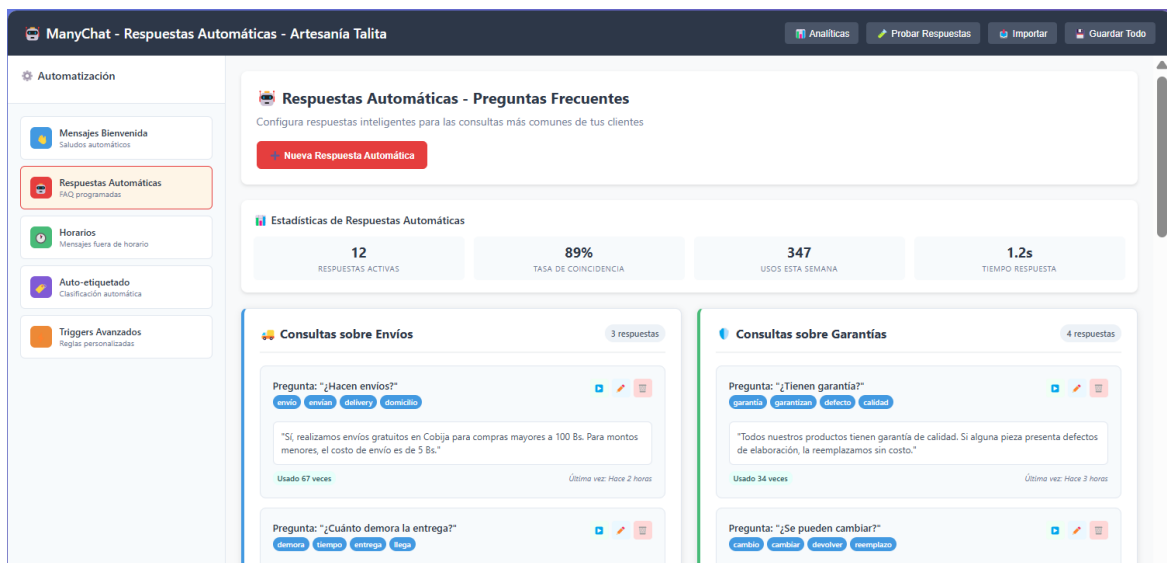 ManyChat - Respuestas Automáticas - Artesanía Talita
Analíticas
Probar Respuestas
Importar
Guardar Todo
Automatización
Mensajes Bienvenida
Saludos automáticos
Respuestas Automáticas
FAQ programadas
Horarios
Mensajes fuera de horario
Auto-etiquetado
Clasificación automática
Triggers Avanzados
Reglas personalizadas
Respuestas Automáticas - Preguntas Frecuentes
Configura respuestas inteligentes para las consultas más comunes de tus clientes
Nueva Respuesta Automática
Estadísticas de Respuestas Automáticas
12
RESPUESTAS ACTIVAS
89%
TASA DE COINCIDENCIA
347
USOS ESTA SEMANA
1.2s
TIEMPO RESPUESTA
Consultas sobre Envíos
3 respuestas
Pregunta: "¿Hacen envíos?"
envío envían delivery domicilio
"Sí, realizamos envíos gratuitos en Cobija para compras mayores a 100 Bs. Para montos
menores, el costo de envío es de 5 Bs."
Usado 67 veces
Última vez: Hace 2 horas
Pregunta: "¿Cuánto demora la entrega?"
demora tiempo entrega llega
Consultas sobre Garantías
4 respuestas
Pregunta: "¿Tienen garantía?"
garantía garantizan defecto calidad
"Todos nuestros productos tienen garantía de calidad. Si alguna pieza presenta defectos
de elaboración, la reemplazamos sin costo."
Usado 34 veces
Última vez: Hace 3 horas
Pregunta: "¿Se pueden cambiar?"
cambio cambiar devolver reemplazo